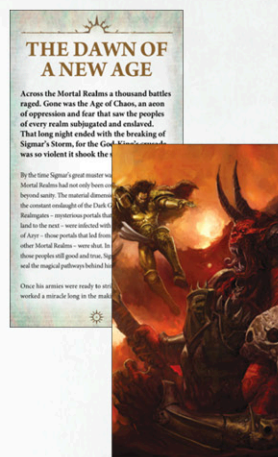 THE DAWN OF
A NEW AGE
Across the Mortal Realms a thousand battles
raged. Gone was the Age of Chaos, an aeon
of oppression and fear that saw the peoples
of every realm subjugated and enslaved.
That long night ended with the breaking of
Sigmar's Storm, for the God-King's crusade
was so violent it shook the
By the time Sigmar's great muster wa
Mortal Realms had not only been co
beyond sanity. The material dimensi
the constant onslaught of the Dark G
Realmgates – mysterious portals that
land to the next – were infected with
of Azyr – those portals that led from
other Mortal Realms – were shut. In
those people still good and true, Sig
seal the magical pathways behind hi
Once his armies were ready to stri
worked a miracle long in the maki